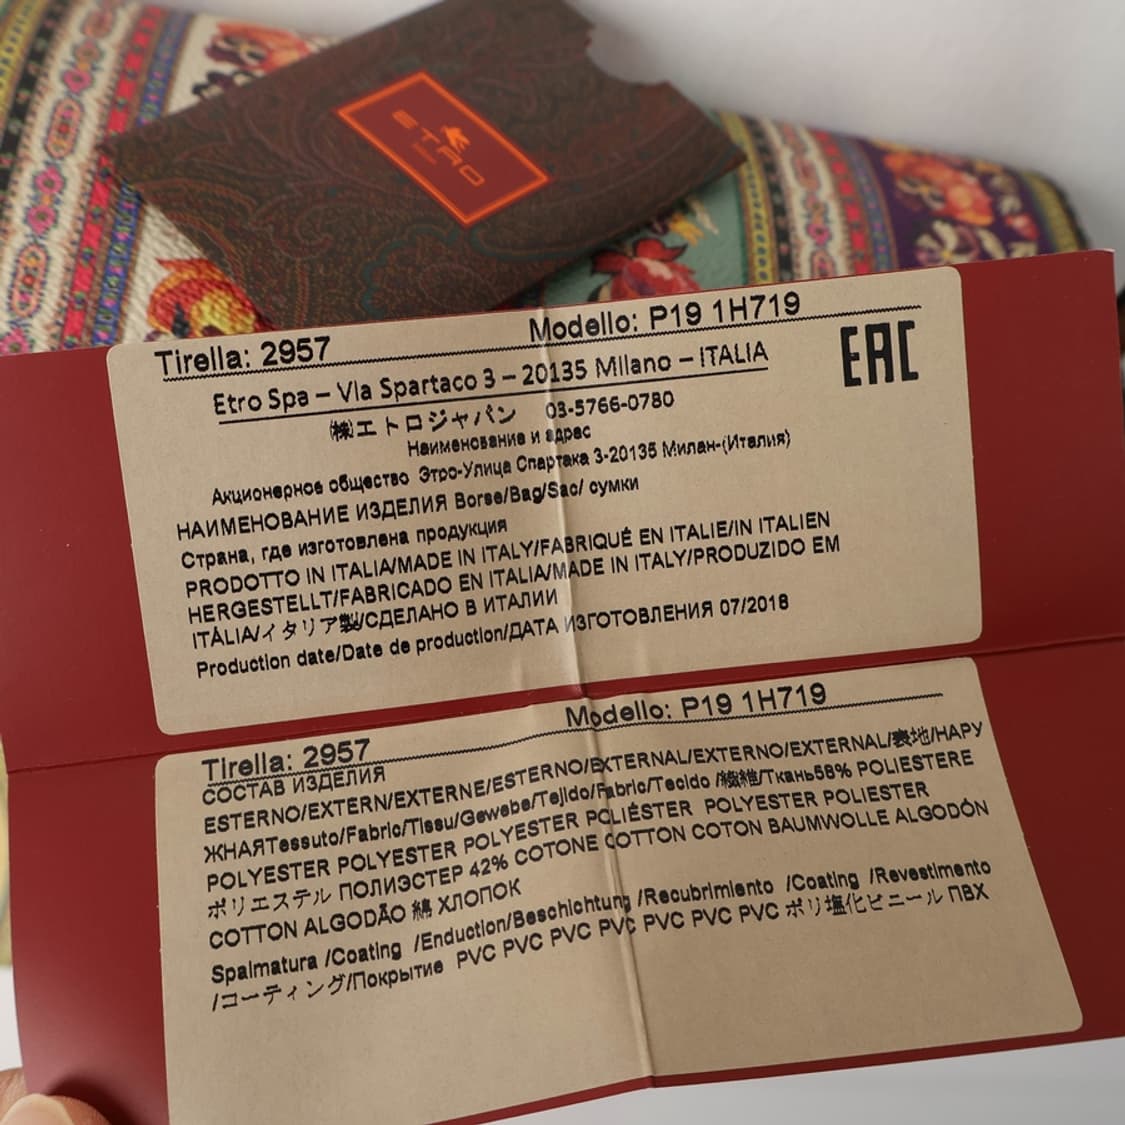 ETRO
Tirella: 2957 Modello: P19 1H719
Etro Spa – Via Spartaco 3 – 20135 Milano – ITALIA
EAC
㈱エトロジャパン 03-5766-0780
Наименование и адрес
Акционерное общество Этро-Улица Спартака 3-20135 Милан-(Италия)
НАИМЕНОВАНИЕ ИЗДЕЛИЯ Borse/Bag/Sac/ сумки
Страна, где изготовлена продукция
PRODOTTO IN ITALIA/MADE IN ITALY/FABRIQUÉ EN ITALIE/IN ITALIEN
HERGESTELLT/FABRICADO EN ITALIA/MADE IN ITALY/PRODUZIDO EM
ITÁLIA/イタリア製/СДЕЛАНО В ИТАЛИИ
Production date/Date de production/ДАТА ИЗГОТОВЛЕНИЯ 07/2018
Tirella: 2957 Modello: P19 1H719
СОСТАВ ИЗДЕЛИЯ
ESTERNO/EXTERN/EXTERNE/ESTERNO/EXTERNAL/EXTERNO/EXTERNAL/表地/НАРУ
ЖНАЯTessuto/Fabric/Tissu/Gewebe/Tejido/Fabric/Tecido /繊維/Ткань58% POLIESTERE
POLYESTER POLYESTER POLYESTER POLIÉSTER POLYESTER POLIESTER
ポリエステル ПОЛИЭСТЕР 42% COTONE COTTON COTON BAUMWOLLE ALGODÓN
COTTON ALGODÃO 綿 ХЛОПОК
Spalmatura /Coating /Enduction/Beschichtung /Recubrimiento /Coating /Revestimento
/コーティング/Покрытие PVC PVC PVC PVC PVC PVC PVC ポリ塩化ビニール ПВХ